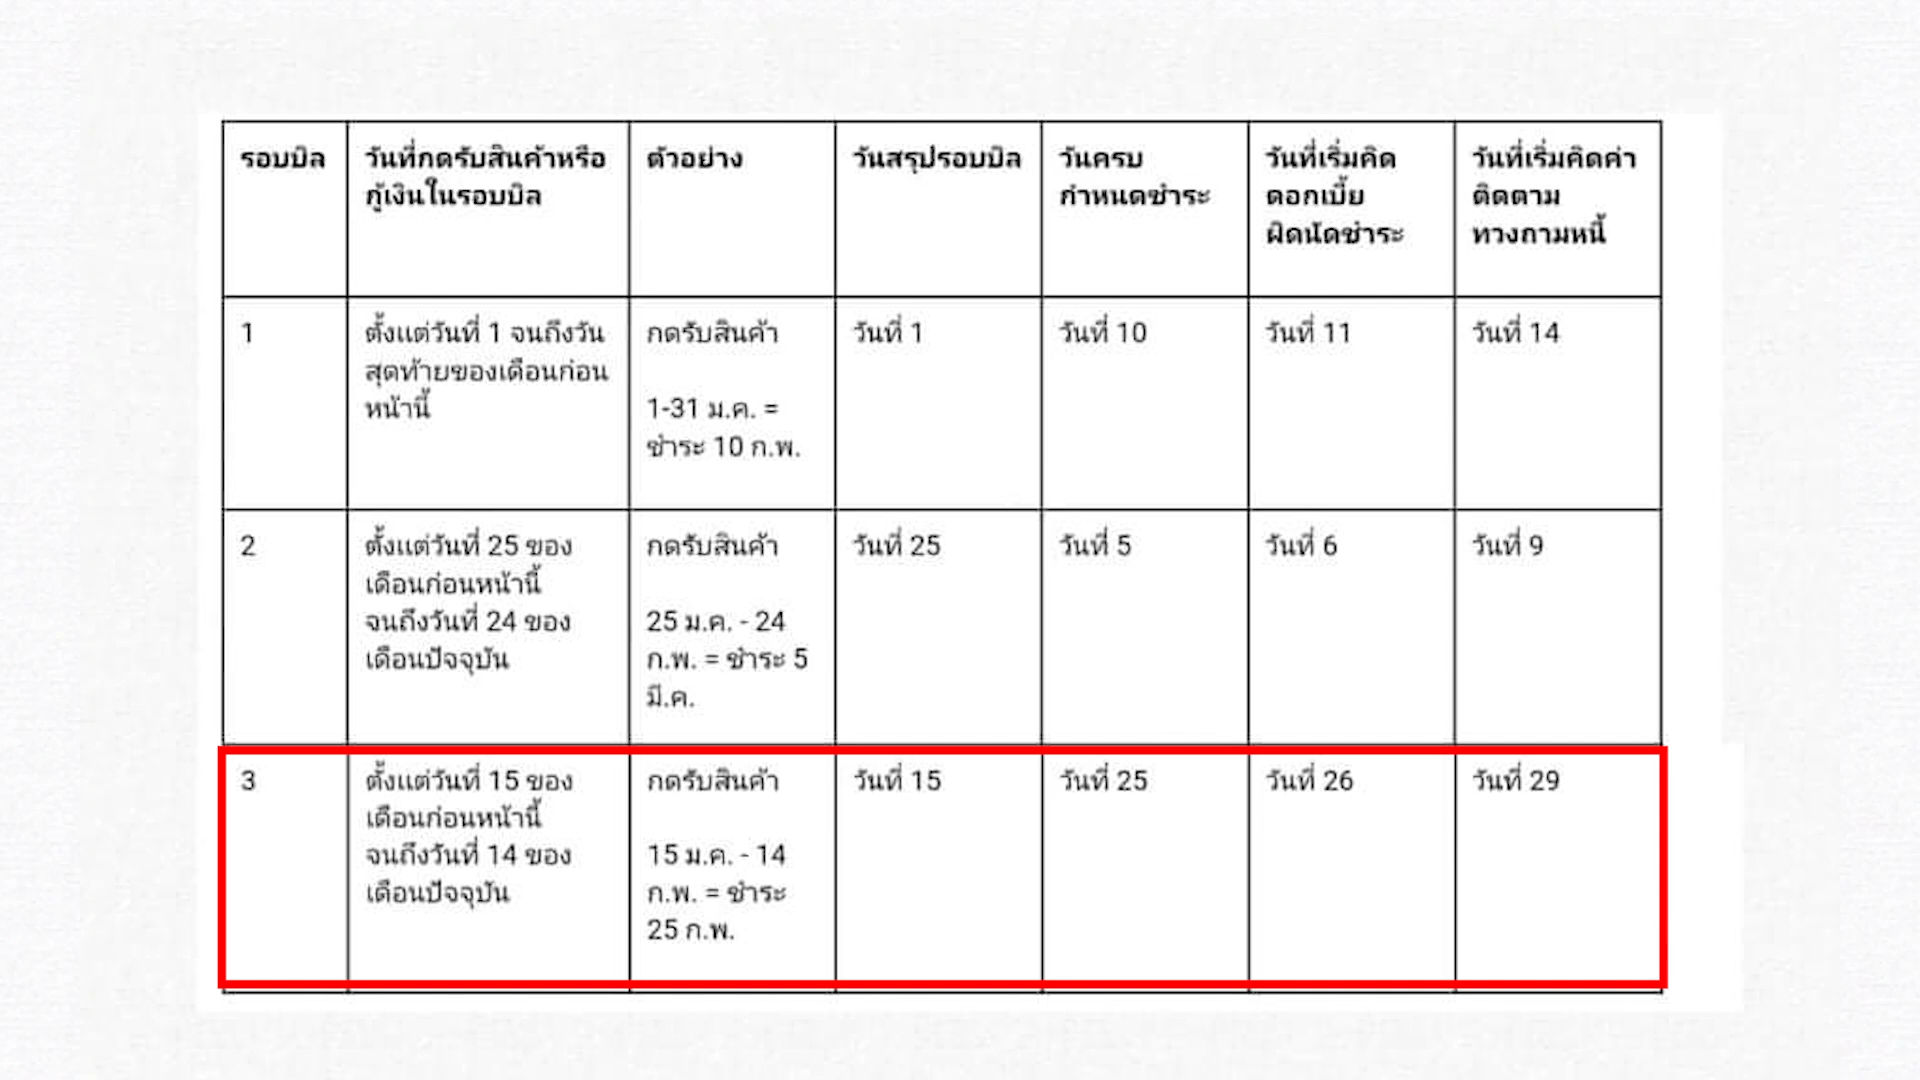 รอบบิล
วันที่กดรับสินค้าหรือ
กู้เงินในรอบบิล
ตัวอย่าง
วันสรุปรอบบิล
วันครบ
กำหนดชำระ
วันที่เริ่มคิด
ดอกเบี้ย
ผิดนัดชำระ
วันที่เริ่มคิดค่า
ติดตาม
ทวงถามหนี้
1
ตั้งแต่วันที่ 1 จนถึงวัน
สุดท้ายของเดือนก่อน
หน้านี้
กดรับสินค้า
1-31 ม.ค. =
ชำระ 10 ก.พ.
วันที่ 1
วันที่ 10
วันที่ 11
วันที่ 14
2
ตั้งแต่วันที่ 25 ของ
เดือนก่อนหน้านี้
จนถึงวันที่ 24 ของ
เดือนปัจจุบัน
กดรับสินค้า
25 ม.ค. - 24
ก.พ. = ชำระ 5
มี.ค.
วันที่ 25
วันที่ 5
วันที่ 6
วันที่ 9
3
ตั้งแต่วันที่ 15 ของ
เดือนก่อนหน้านี้
จนถึงวันที่ 14 ของ
เดือนปัจจุบัน
กดรับสินค้า
15 ม.ค. - 14
ก.พ. = ชำระ
25 ก.พ.
วันที่ 15
วันที่ 25
วันที่ 26
วันที่ 29